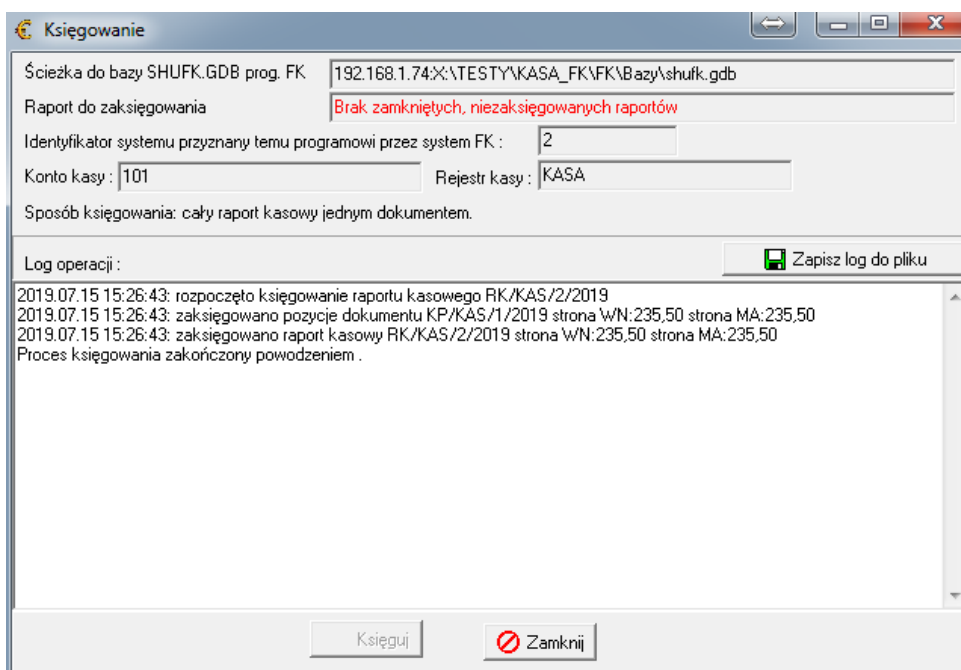 Księgowanie
Ścieżka do bazy SHUFK.GDB prog. FK 192.168.1.74:X:\TESTY\KASA_FK\FK\Bazy\shufk.gdb
Raport do zaksięgowania Brak zamkniętych, niezaksięgowanych raportów
Identyfikator systemu przyznany temu programowi przez system FK : 2
Konto kasy : 101 Rejestr kasy : KASA
Sposób księgowania: cały raport kasowy jednym dokumentem.
Log operacji : Zapisz log do pliku
2019.07.15 15:26:43: rozpoczęto księgowanie raportu kasowego RK/KAS/2/2019
2019.07.15 15:26:43: zaksięgowano pozycje dokumentu KP/KAS/1/2019 strona WN:235,50 strona MA:235,50
2019.07.15 15:26:43: zaksięgowano raport kasowy RK/KAS/2/2019 strona WN:235,50 strona MA:235,50
Proces księgowania zakończony powodzeniem .
Księguj Zamknij